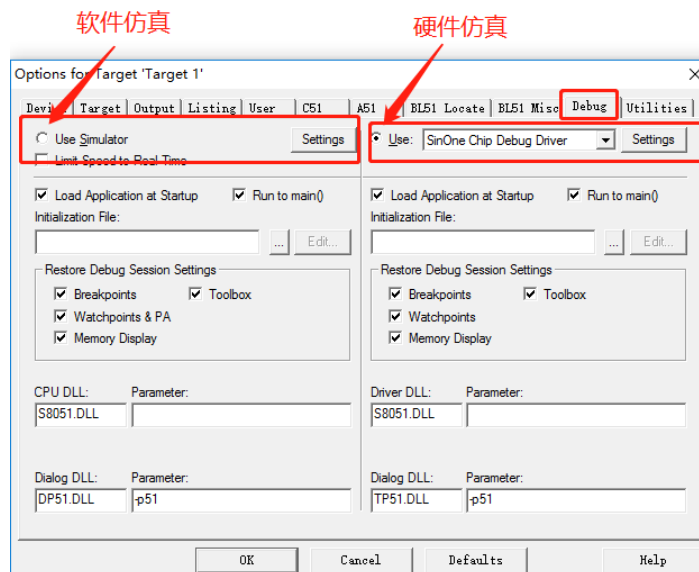 软件仿真
硬件仿真
Options for Target 'Target 1'
Device Target Output Listing User C51 A51 BL51 Locate BL51 Misc Debug Utilities
Use Simulator Settings Use: SinOne Chip Debug Driver Settings
Limit Speed to Real-Time
Load Application at Startup Run to main() Load Application at Startup Run to main()
Initialization File: Initialization File:
... Edit... ... Edit...
Restore Debug Session Settings Restore Debug Session Settings
Breakpoints Toolbox Breakpoints Toolbox
Watchpoints & PA Watchpoints
Memory Display Memory Display
CPU DLL: Parameter: Driver DLL: Parameter:
S8051.DLL S8051.DLL
Dialog DLL: Parameter: Dialog DLL: Parameter:
DP51.DLL -p51 TP51.DLL -p51
OK Cancel Defaults Help